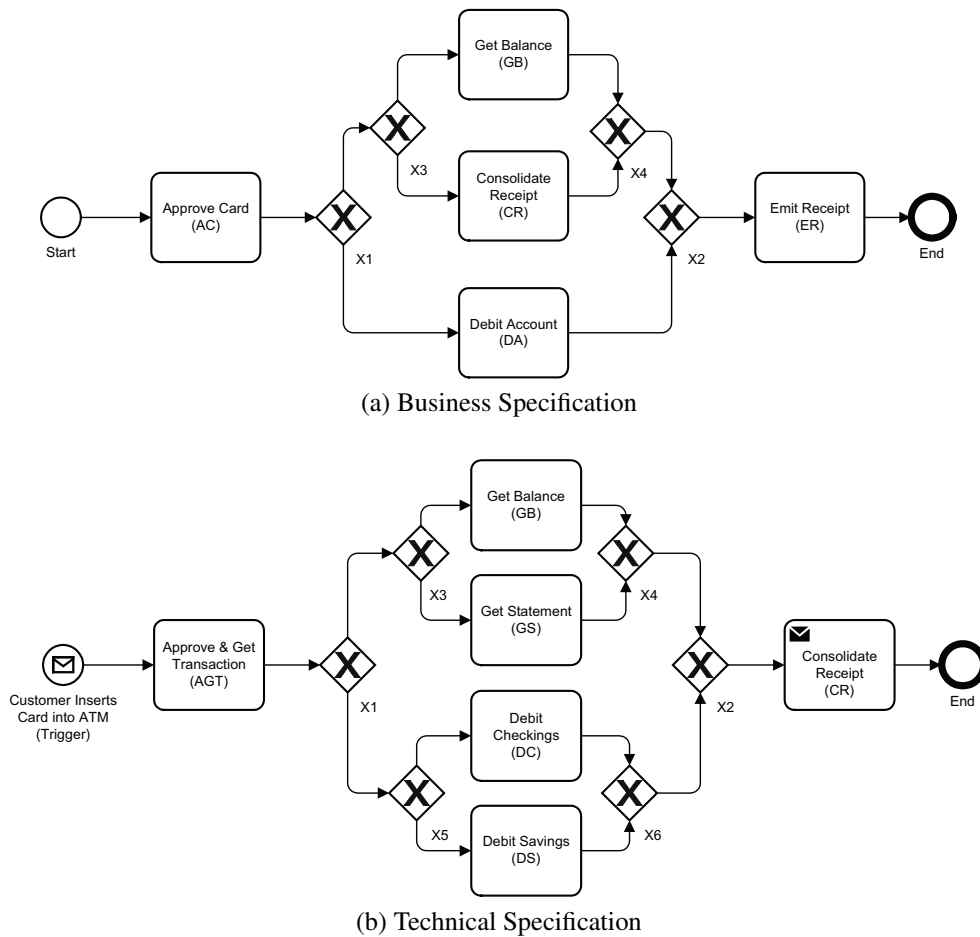 Get Balance
(GB)
X3
X4
Consolidate
Receipt
(CR)
Approve Card
(AC)
Emit Receipt
(ER)
Start
X1
X2
End
Debit Account
(DA)
(a) Business Specification
Get Balance
(GB)
X3
X4
Get Statement
(GS)
Approve & Get
Transaction
(AGT)
Consolidate
Receipt
(CR)
Customer Inserts
Card into ATM
(Trigger)
X1
X2
End
Debit
Checkings
(DC)
X5
X6
Debit Savings
(DS)
(b) Technical Specification